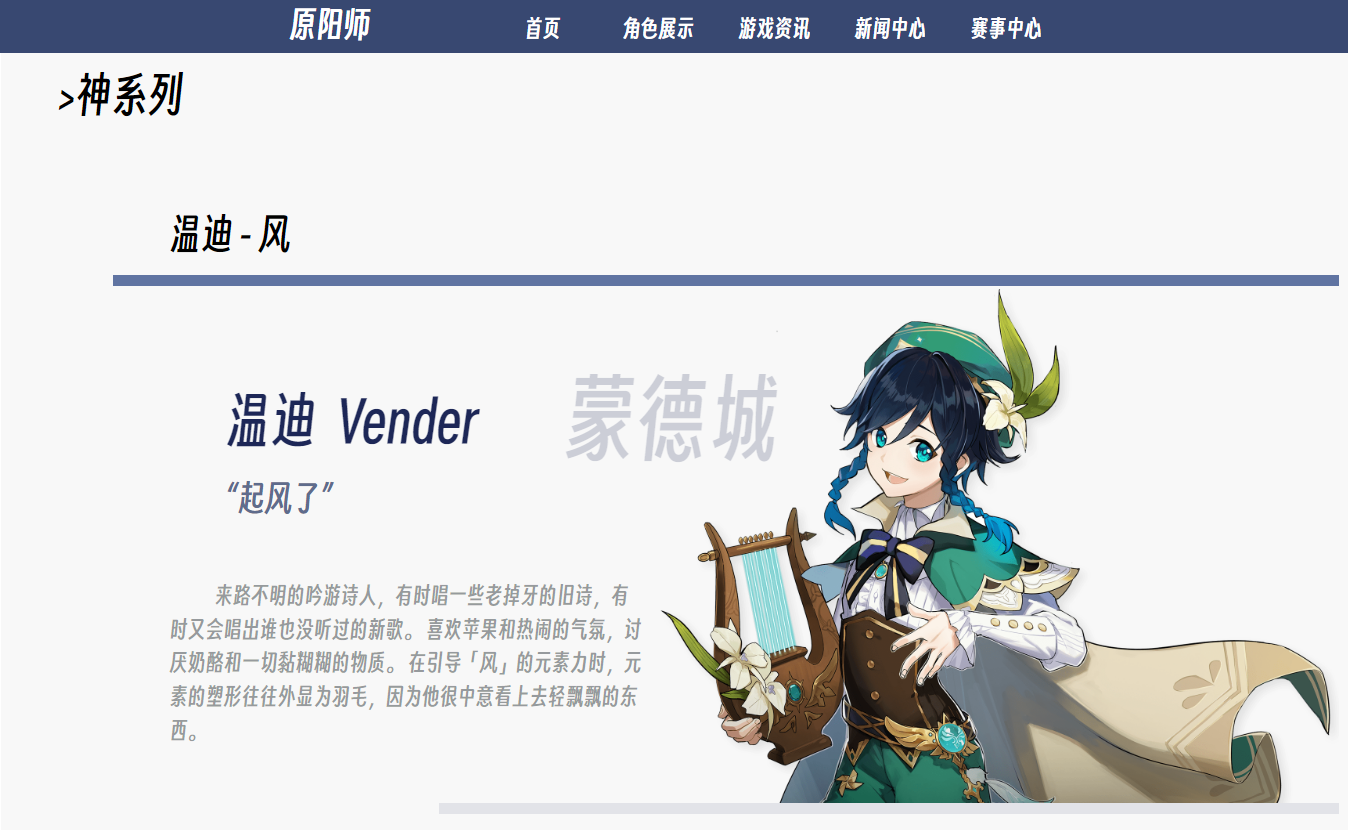 原阳师 首页 角色展示 游戏资讯 新闻中心 赛事中心
>神系列
温迪 - 风
温迪 Vender 蒙德城
“起风了”
来路不明的吟游诗人，有时唱一些老掉牙的旧诗，有
时又会唱出谁也没听过的新歌。喜欢苹果和热闹的气氛，讨
厌奶酪和一切黏糊糊的物质。在引导「风」的元素力时，元
素的塑形往往外显为羽毛，因为他很中意看上去轻飘飘的东
西。